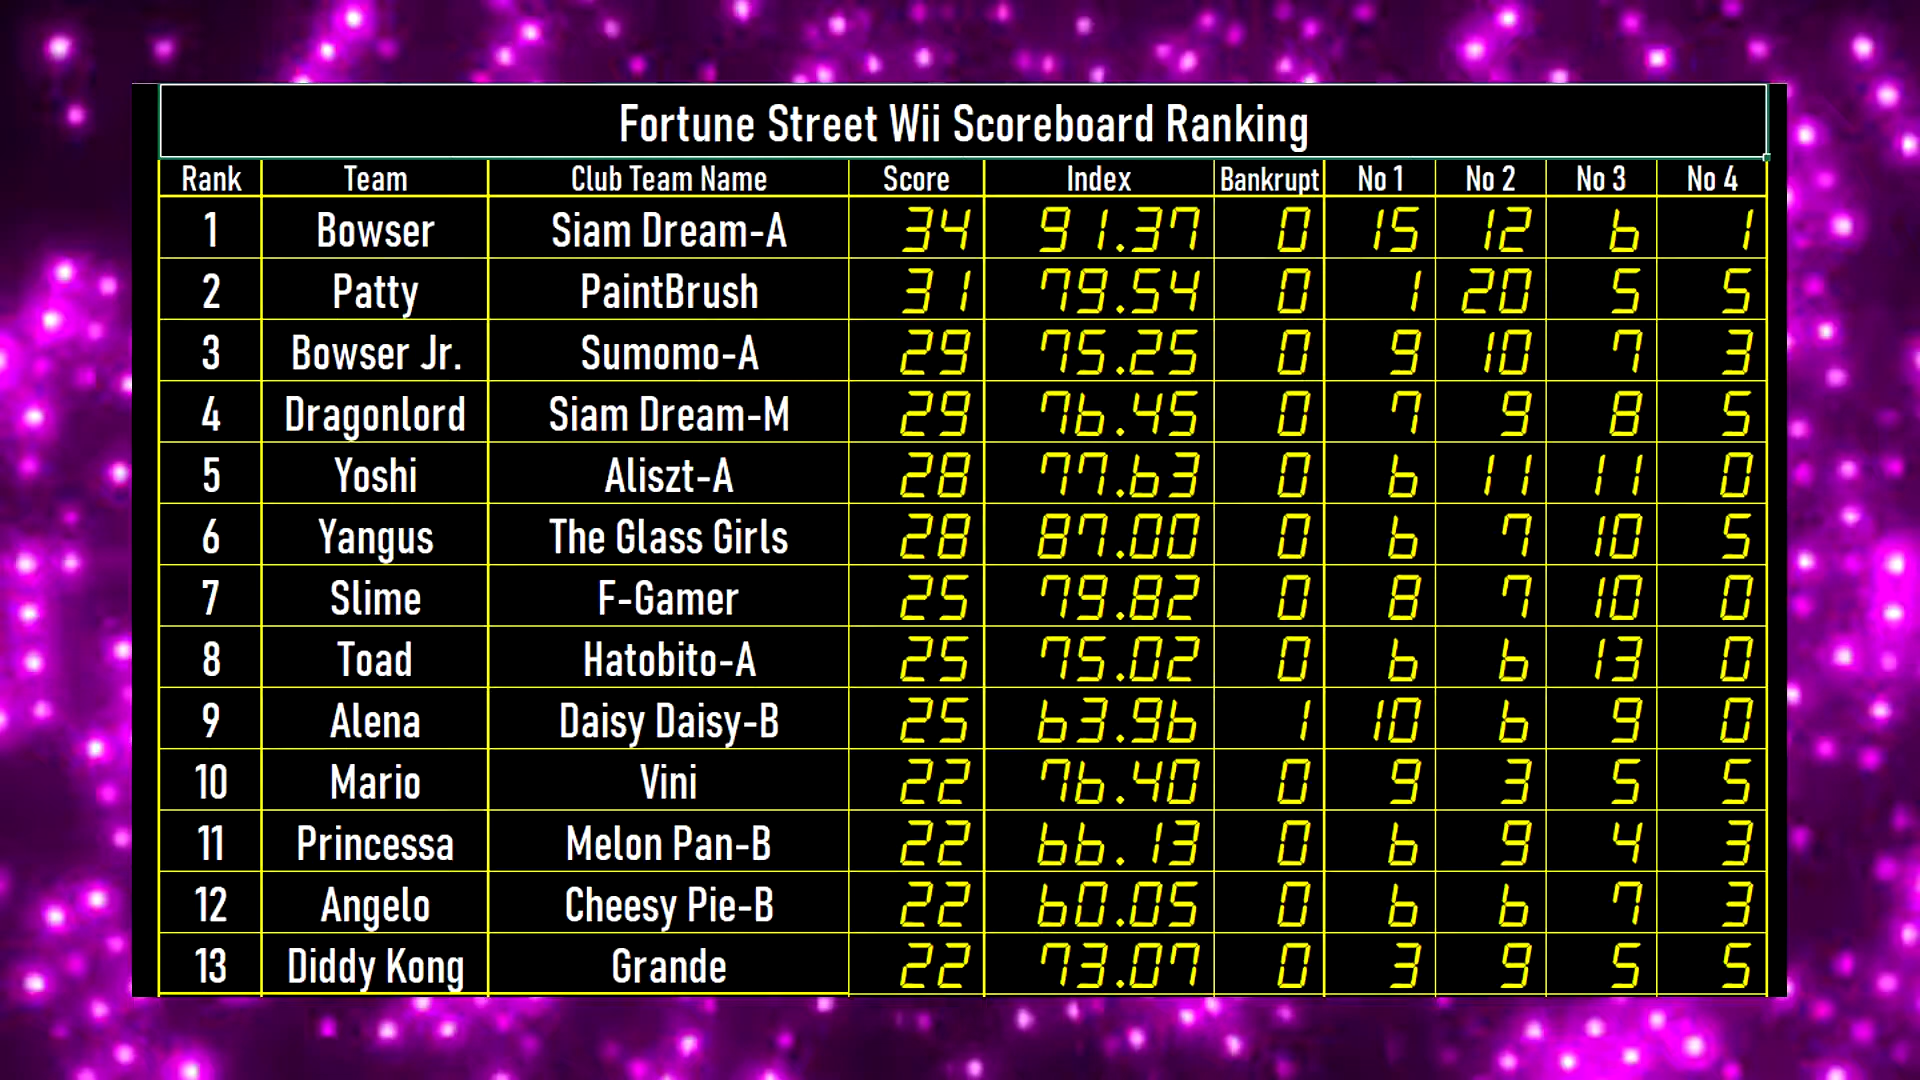 Fortune Street Wii Scoreboard Ranking
Rank Team Club Team Name Score Index Bankrupt No 1 No 2 No 3 No 4
1 Bowser Siam Dream-A 34 91.37 0 15 12 6 1
2 Patty PaintBrush 31 79.54 0 1 20 5 5
3 Bowser Jr. Sumomo-A 29 75.25 0 9 10 7 3
4 Dragonlord Siam Dream-M 29 76.45 0 7 9 8 5
5 Yoshi Aliszt-A 28 77.63 0 6 11 11 0
6 Yangus The Glass Girls 28 87.00 0 6 7 10 5
7 Slime F-Gamer 25 79.82 0 8 7 10 0
8 Toad Hatobito-A 25 75.02 0 6 6 13 0
9 Alena Daisy Daisy-B 25 63.96 1 10 6 9 0
10 Mario Vini 22 76.40 0 9 3 5 5
11 Princessa Melon Pan-B 22 66.13 0 6 9 4 3
12 Angelo Cheesy Pie-B 22 60.05 0 6 6 7 3
13 Diddy Kong Grande 22 73.07 0 3 9 5 5